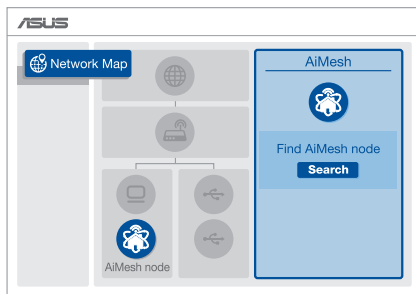 ASUS
Network Map
AiMesh
Find AiMesh node
Search
AiMesh node